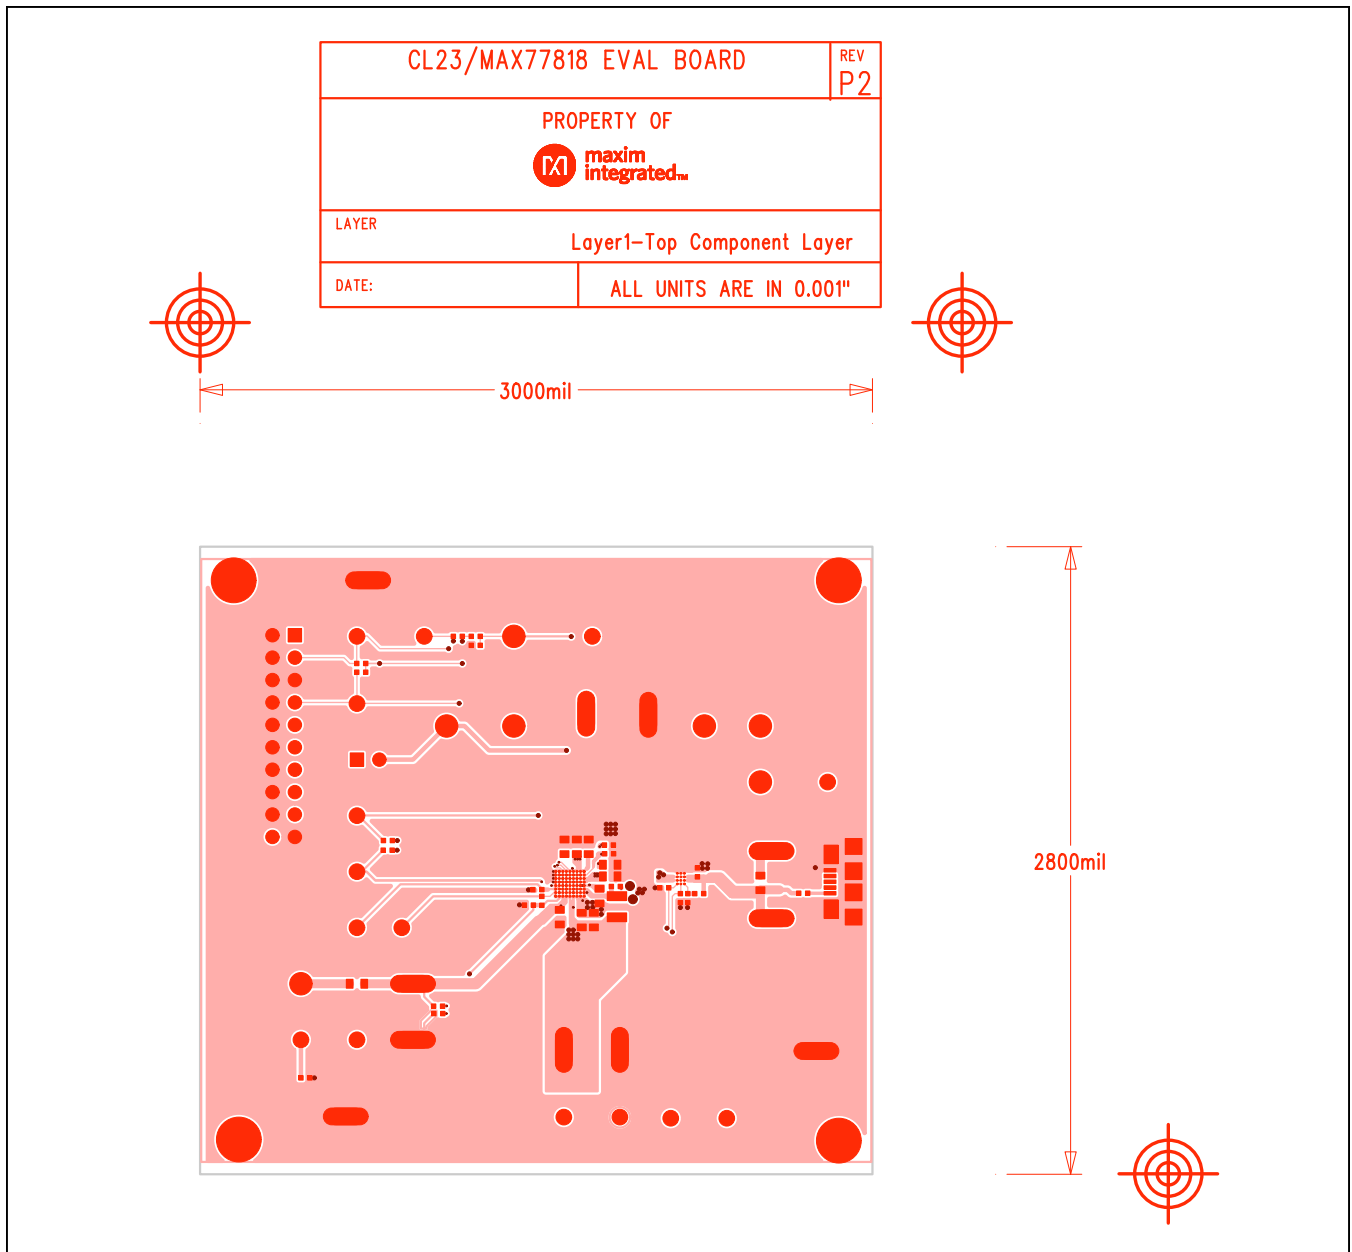 CL23/MAX77818 EVAL BOARD
REV
P2
PROPERTY OF
maxim
integrated™
LAYER
Layer1-Top Component Layer
DATE:
ALL UNITS ARE IN 0.001"
3000mil
2800mil